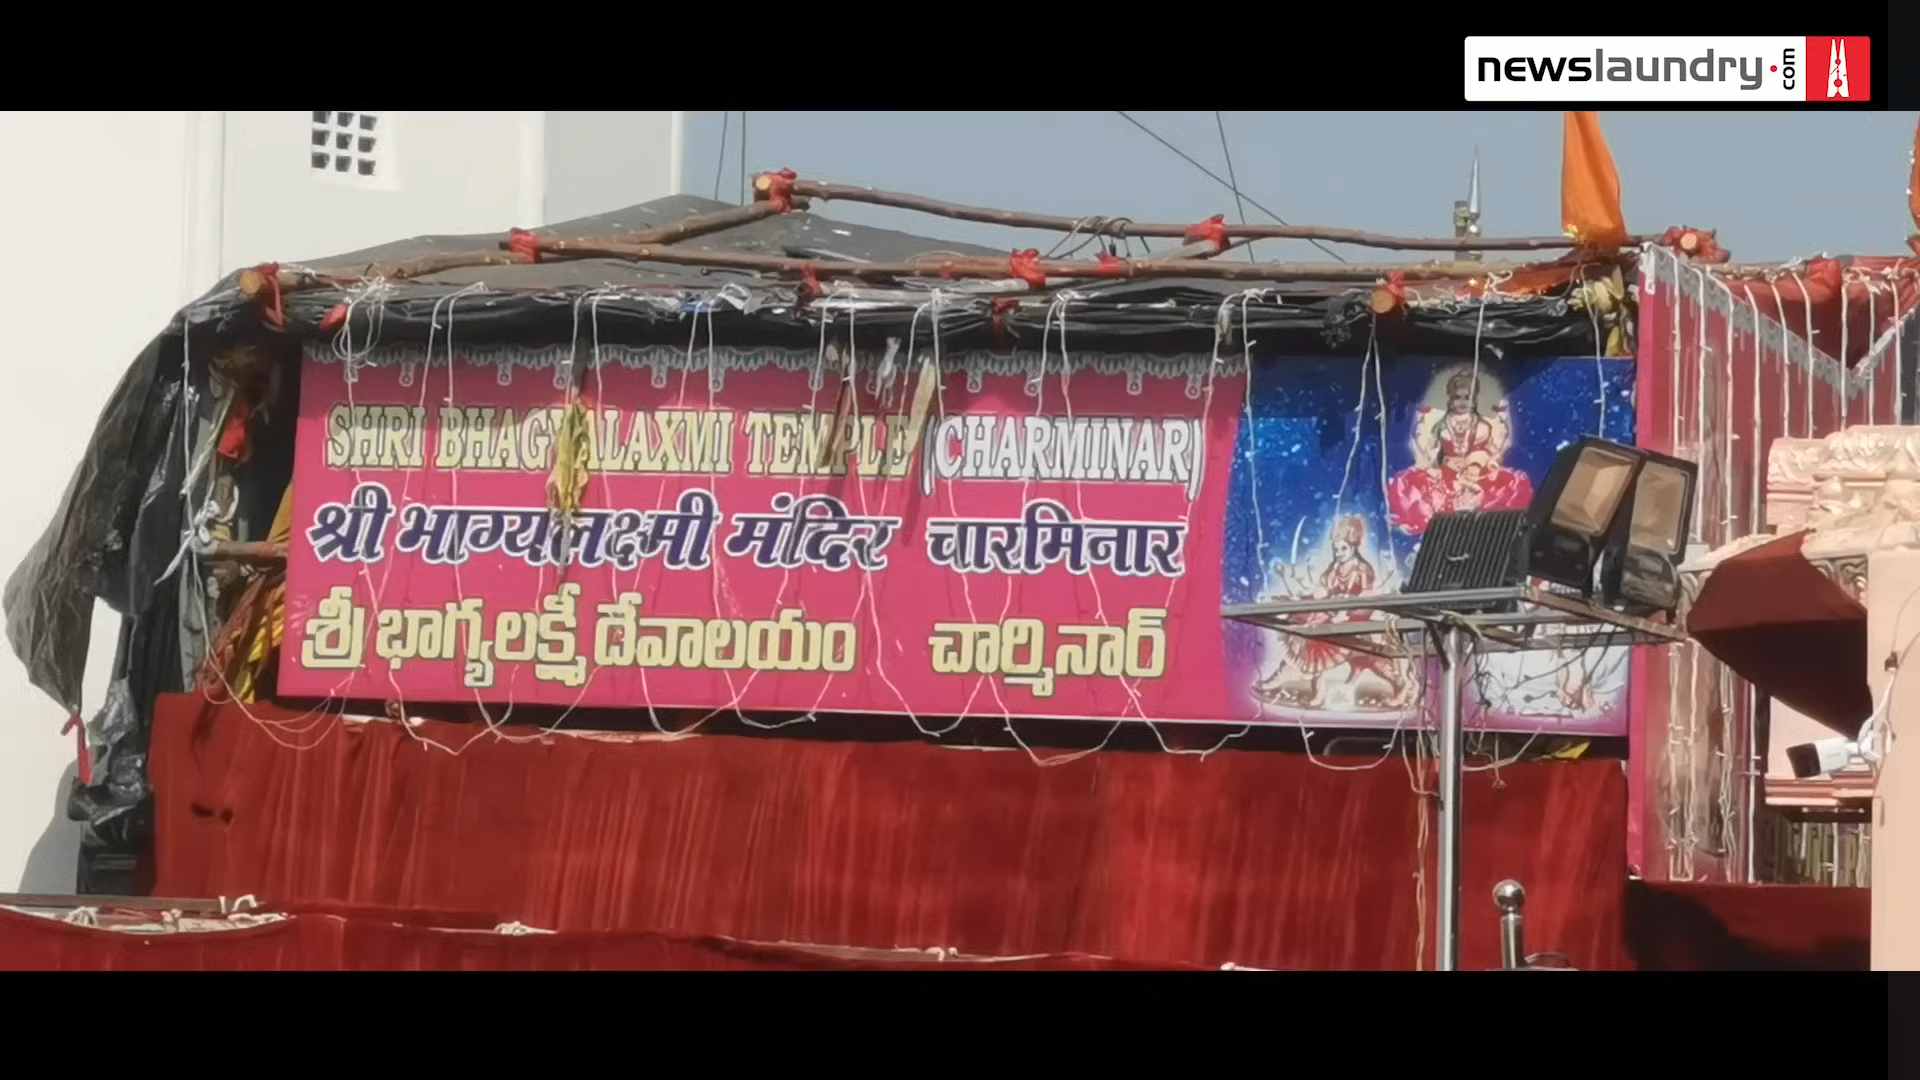 newslaundry.com
SHRI BHAGYALAXMI TEMPLE (CHARMINAR)
श्री भाग्यलक्ष्मी मंदिर चारमिनार
శ్రీ భాగ్యలక్ష్మీ దేవాలయం చార్మినార్